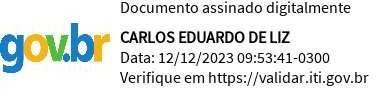 Documento assinado digitalmente
gov.br
CARLOS EDUARDO DE LIZ
Data: 12/12/2023 09:53:41-0300
Verifique em https://validar.iti.gov.br